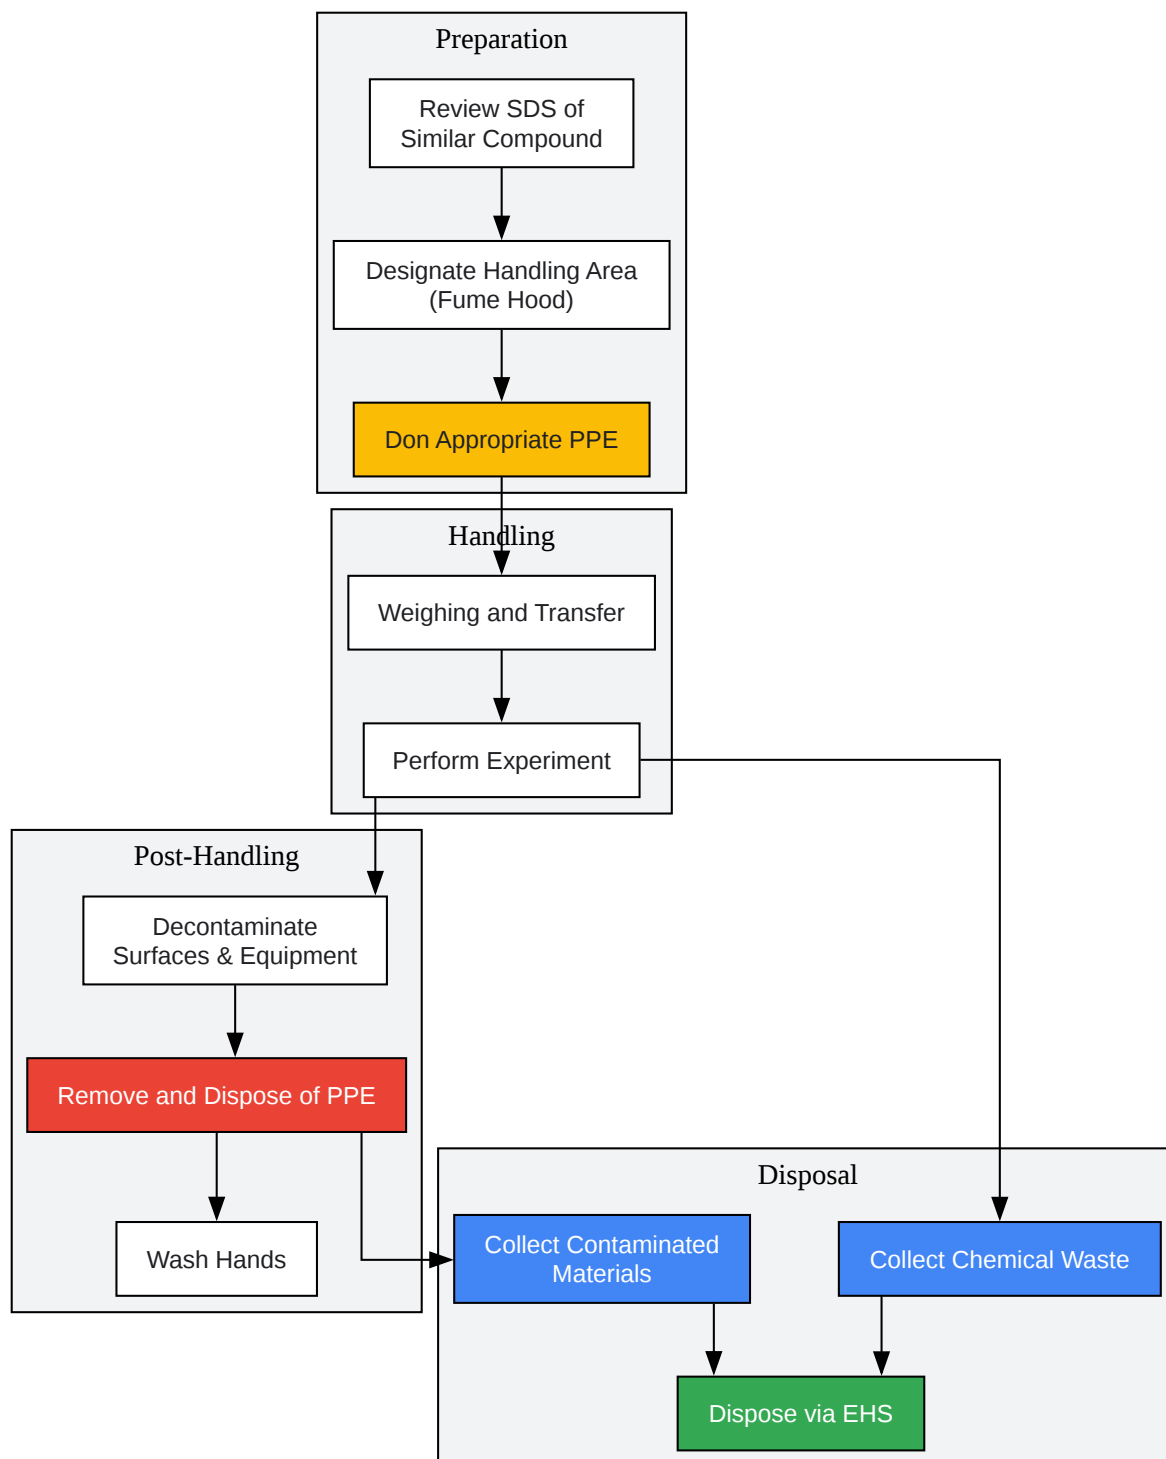 Preparation
Review SDS of
Similar Compound
Designate Handling Area
(Fume Hood)
Don Appropriate PPE
Handling
Weighing and Transfer
Perform Experiment
Post-Handling
Decontaminate
Surfaces & Equipment
Remove and Dispose of PPE
Wash Hands
Disposal
Collect Contaminated
Materials
Collect Chemical Waste
Dispose via EHS